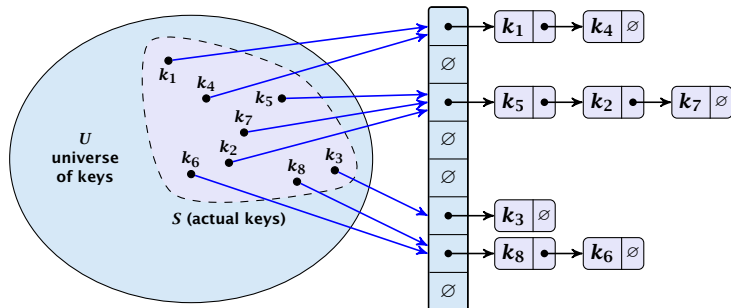 k₁ k₄ ∅
∅
k₁
k₄
k₅
k₅ k₂ k₇ ∅
k₇
U
universe
of keys
∅
k₂
k₆
k₈
k₃
∅
S (actual keys)
k₃ ∅
k₈ k₆ ∅
∅